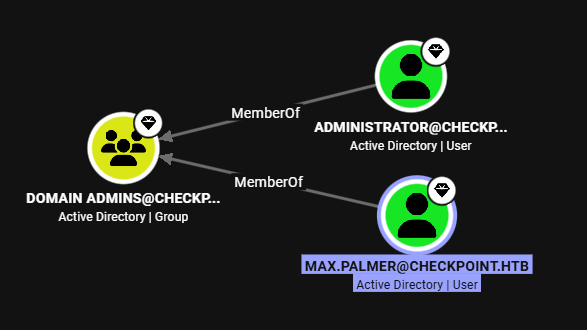 MemberOf
ADMINISTRATOR@CHECKP...
Active Directory | User
DOMAIN ADMINS@CHECKP...
Active Directory | Group
MemberOf
MAX.PALMER@CHECKPOINT.HTB
Active Directory | User